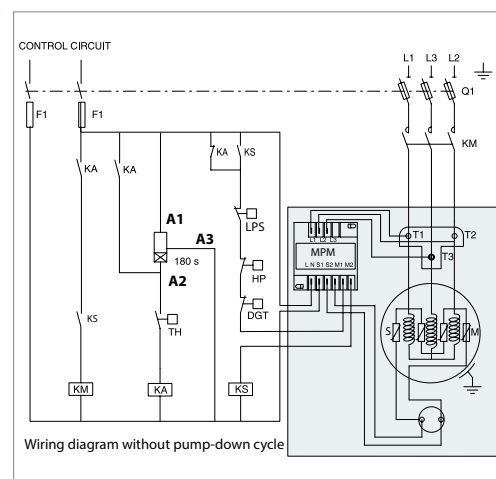 CONTROL CIRCUIT
L1 L3 L2
Q1
F1 F1
KM
KA KA KA KS
A1
A3
LPS
180 s
A2
HP
DGT
TH
KS
L1 L2 L3
MPM
L N S1 S2 M1 M2
T1 T2
T3
S M
KM KA KS
Wiring diagram without pump-down cycle